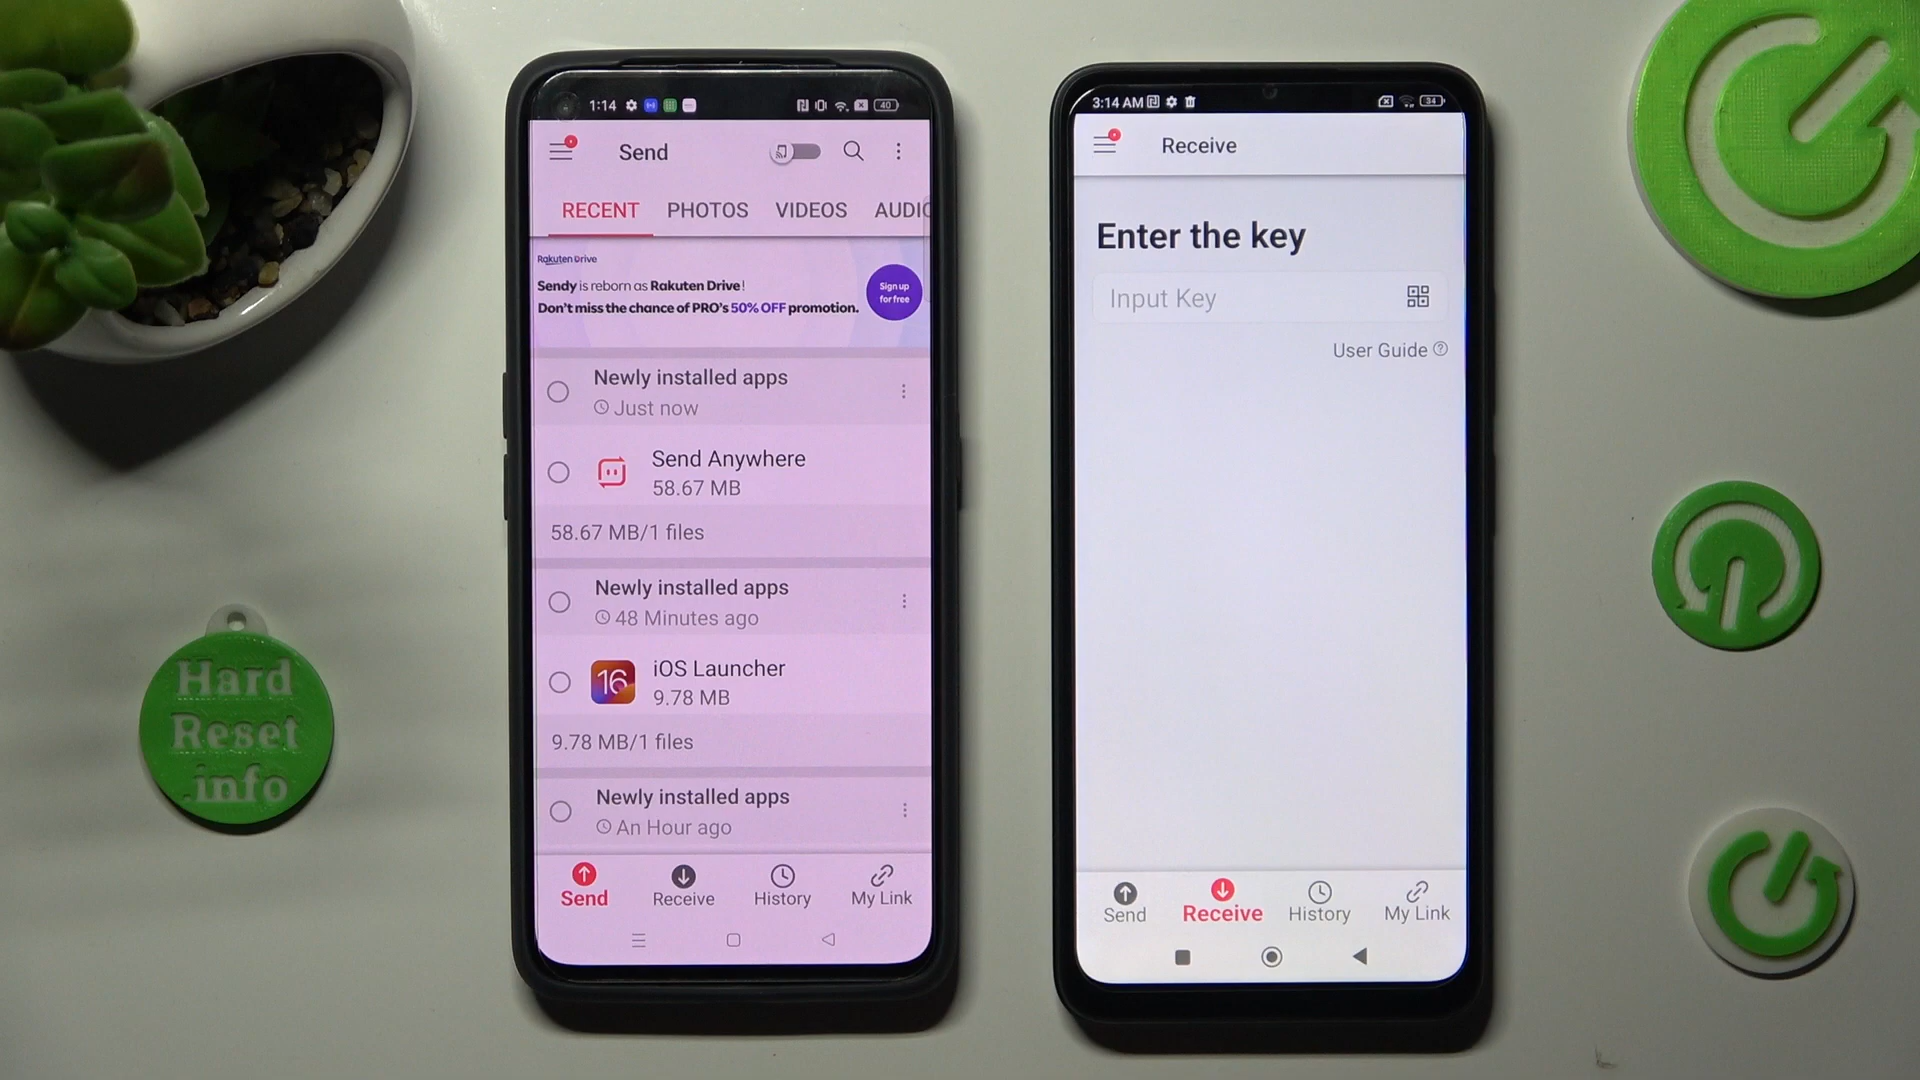 1:14
40
Send
RECENT PHOTOS VIDEOS AUDIO
Rakuten Drive
Sendy is reborn as Rakuten Drive!
Don't miss the chance of PRO's 50% OFF promotion.
Sign up
for free
Newly installed apps
Just now
Send Anywhere
58.67 MB
58.67 MB/1 files
Newly installed apps
48 Minutes ago
16
iOS Launcher
9.78 MB
9.78 MB/1 files
Newly installed apps
An Hour ago
Send Receive History My Link
3:14 AM
34
Receive
Enter the key
Input Key
User Guide
Send Receive History My Link
Hard
Reset
.info